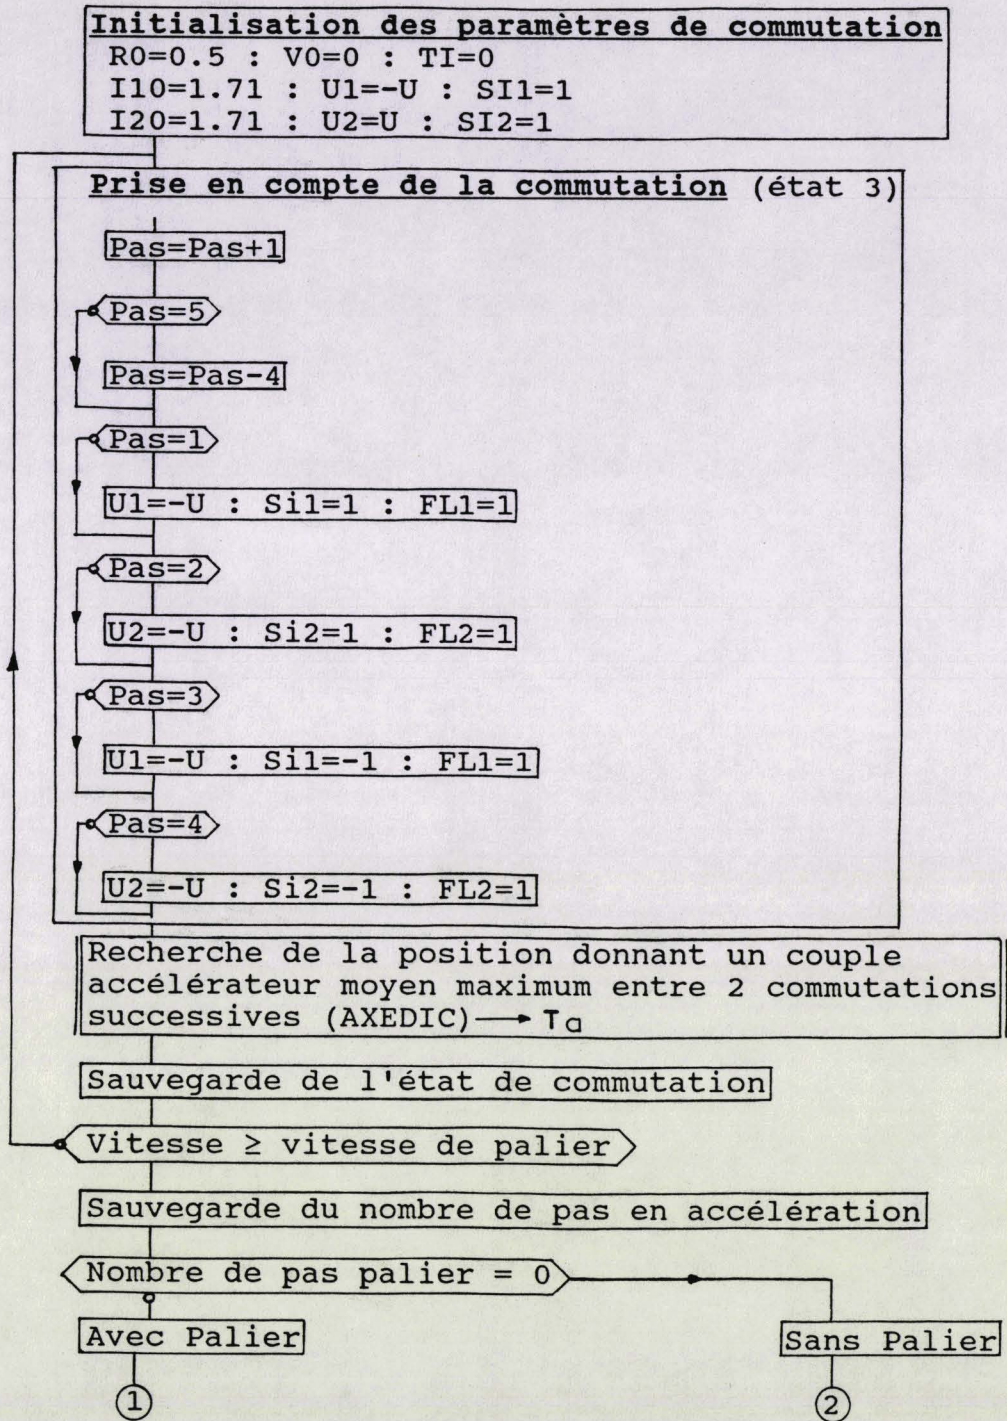 Initialisation des paramètres de commutation
R0=0.5 : V0=0 : TI=0
I10=1.71 : U1=-U : SI1=1
I20=1.71 : U2=U : SI2=1
Prise en compte de la commutation (état 3)
Pas=Pas+1
Pas=5
Pas=Pas-4
Pas=1
U1=-U : Si1=1 : FL1=1
Pas=2
U2=-U : Si2=1 : FL2=1
Pas=3
U1=-U : Si1=-1 : FL1=1
Pas=4
U2=-U : Si2=-1 : FL2=1
Recherche de la position donnant un couple
accélérateur moyen maximum entre 2 commutations
successives (AXEDIC) → Ta
Sauvegarde de l'état de commutation
Vitesse ≥ vitesse de palier
Sauvegarde du nombre de pas en accélération
Nombre de pas palier = 0
Avec Palier
Sans Palier
1
2